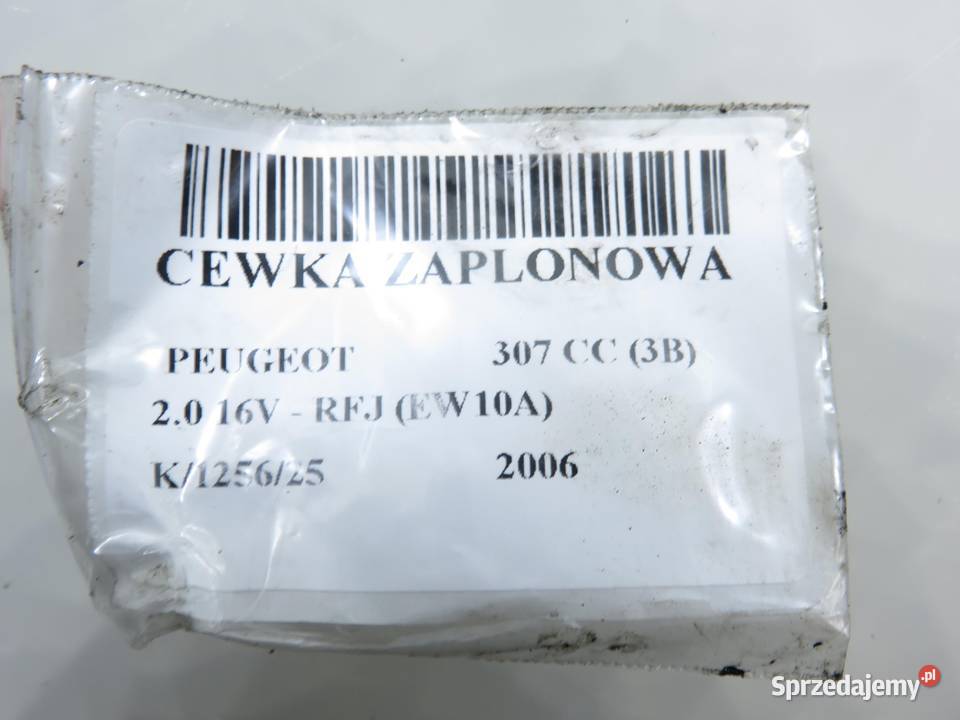 CEWKA ZAPLONOWA
PEUGEOT 307 CC (3B)
2.0 16V - RFJ (EW10A)
K/1256/25 2006
Sprzedajemy.pl